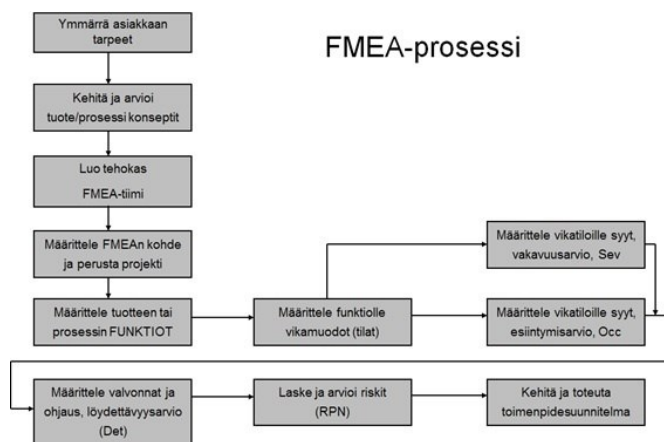 FMEA-prosessi
Ymmärrä asiakkaan
tarpeet
Kehitä ja arvioi
tuote/prosessi konseptit
Luo tehokas
FMEA-tiimi
Määrittele FMEAn kohde
ja perusta projekti
Määrittele tuotteen tai
prosessin FUNKTIOT
Määrittele funktiolle
vikamuodot (tilat)
Määrittele vikatiloille syyt,
vakavuusarvio, Sev
Määrittele vikatiloille syyt,
esiintymisarvio, Occ
Määrittele valvonnat ja
ohjaus, löydettävyysarvio
(Det)
Laske ja arvioi riskit
(RPN)
Kehitä ja toteuta
toimenpidesuunnitelma